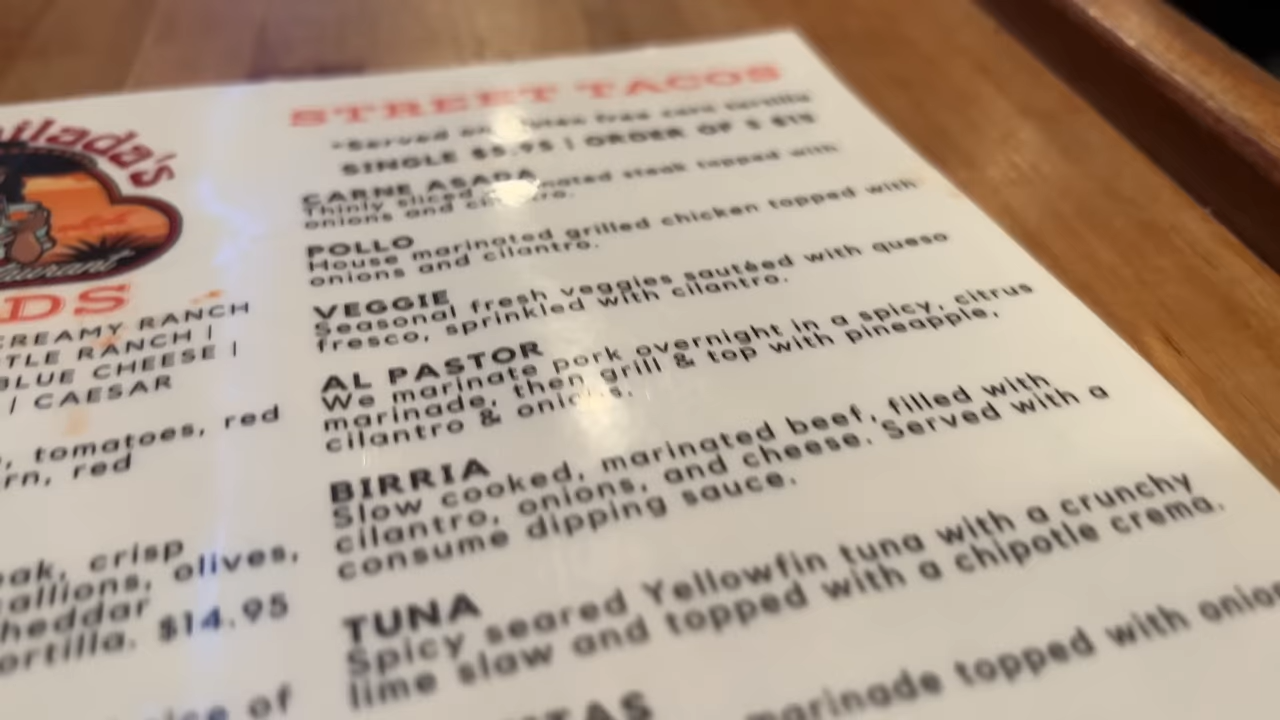 ilada's
aurant
DS
CREAMY RANCH
TLE RANCH |
BLUE CHEESE |
| CAESAR
, tomatoes, red
rn, red
ak, crisp
allions, olives,
heddar
ortilla. $14.95
of
STREET TACOS
*Served on gluten free corn tortilla
SINGLE $5.95 | ORDER OF 3 $15
CARNE ASADA
Thinly sliced marinated steak topped with
onions and cilantro.
POLLO
House marinated grilled chicken topped with
onions and cilantro.
VEGGIE
Seasonal fresh veggies sautéed with queso
fresco, sprinkled with cilantro.
AL PASTOR
We marinate pork overnight in a spicy, citrus
marinade, then grill & top with pineapple,
cilantro & onions.
BIRRIA
Slow cooked, marinated beef, filled with
cilantro, onions, and cheese. Served with a
consume dipping sauce.
TUNA
Spicy seared Yellowfin tuna with a crunchy
lime slaw and topped with a chipotle crema.
ITAS
marinade topped with onion